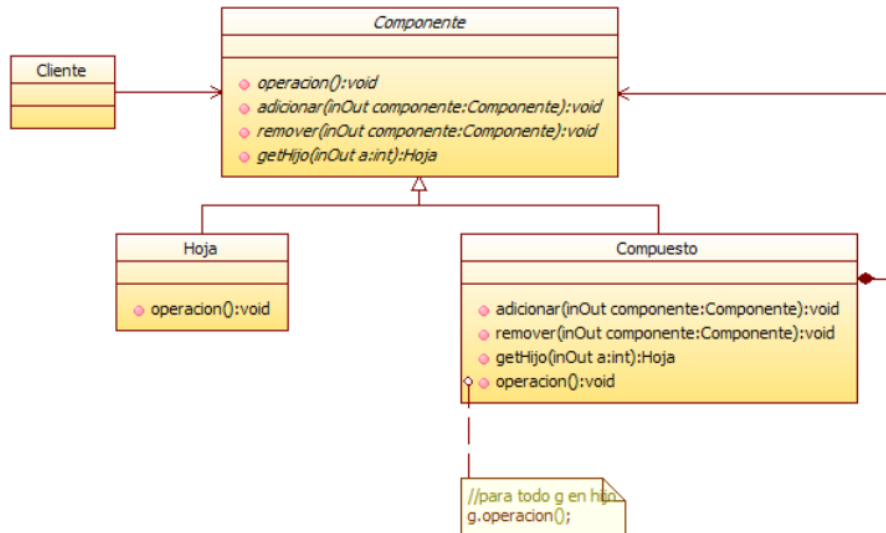 Componente
operacion():void
adicionar(inOut componente:Componente):void
remover(inOut componente:Componente):void
getHijo(inOut a:int):Hoja
Cliente
Hoja
operacion():void
Compuesto
adicionar(inOut componente:Componente):void
remover(inOut componente:Componente):void
getHijo(inOut a:int):Hoja
operacion():void
//para todo g en hijo
g.operacion();